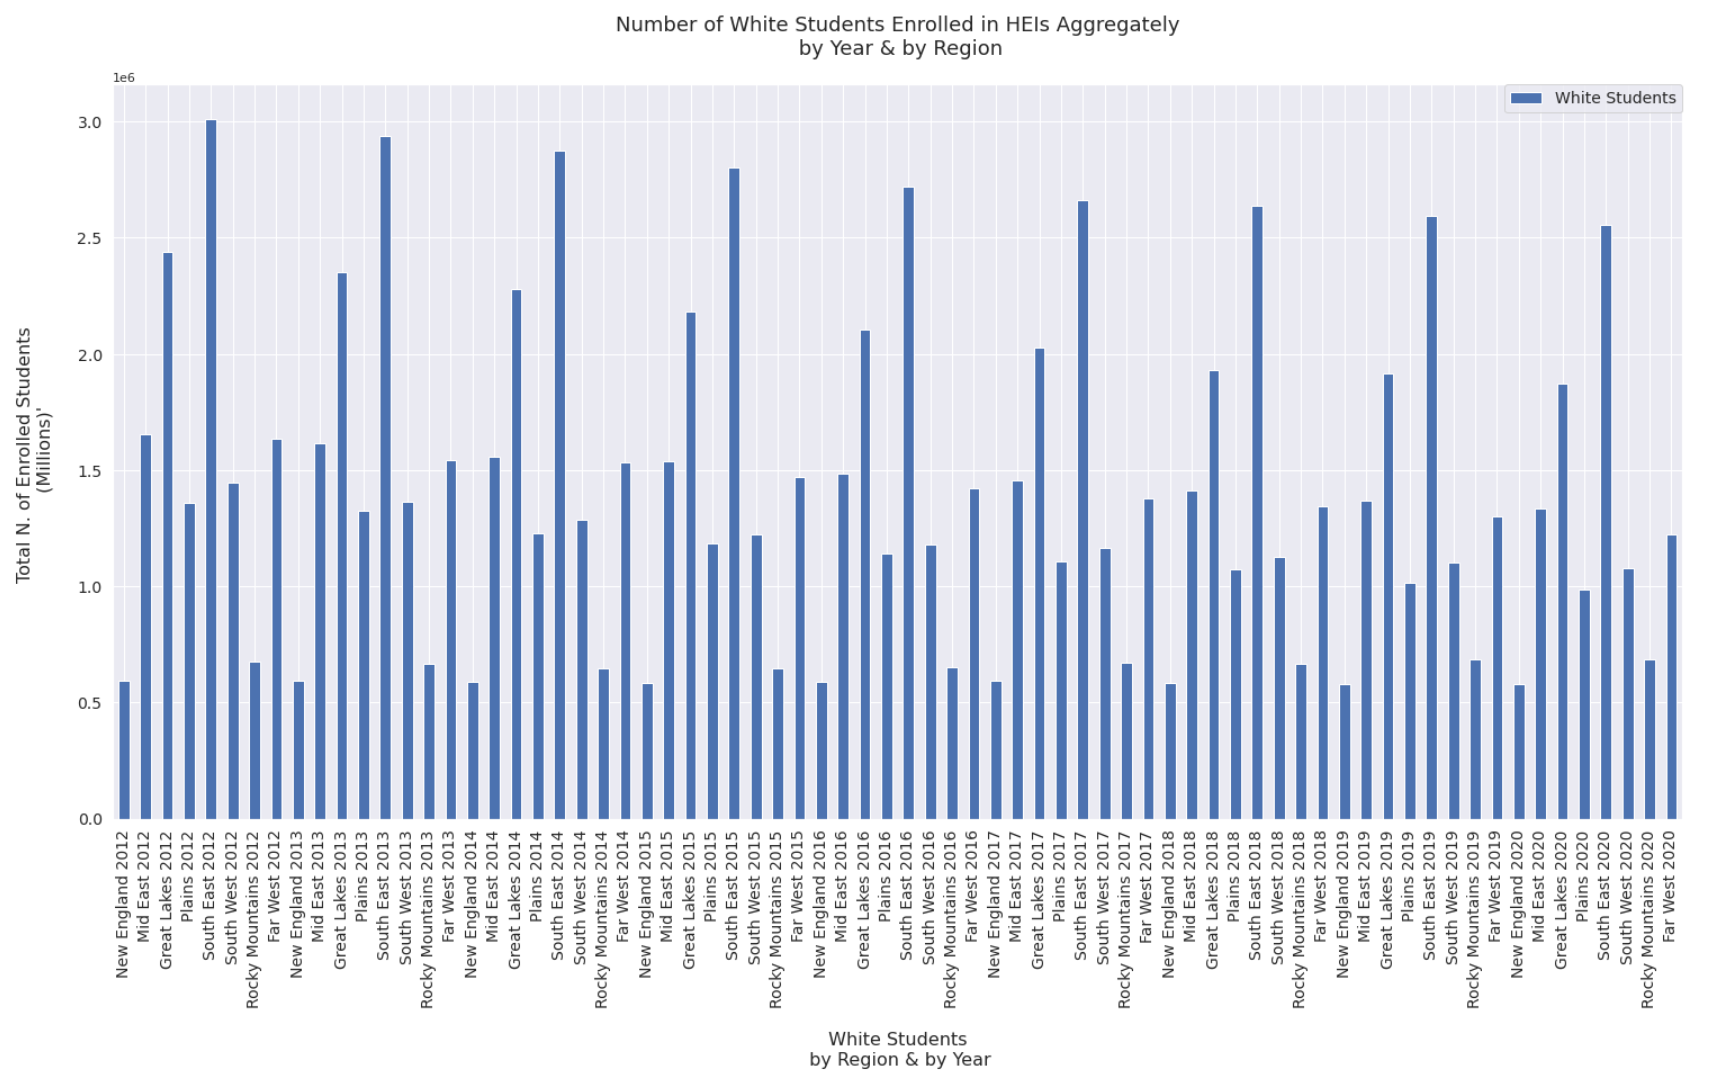 Number of White Students Enrolled in HEIs Aggregately
by Year & by Region
1e6
White Students
3.0
2.5
2.0
1.5
1.0
0.5
0.0
Total N. of Enrolled Students
(Millions)'
New England 2012
Mid East 2012
Great Lakes 2012
Plains 2012
South East 2012
South West 2012
Rocky Mountains 2012
Far West 2012
New England 2013
Mid East 2013
Great Lakes 2013
Plains 2013
South East 2013
South West 2013
Rocky Mountains 2013
Far West 2013
New England 2014
Mid East 2014
Great Lakes 2014
Plains 2014
South East 2014
South West 2014
Rocky Mountains 2014
Far West 2014
New England 2015
Mid East 2015
Great Lakes 2015
Plains 2015
South East 2015
South West 2015
Rocky Mountains 2015
Far West 2015
New England 2016
Mid East 2016
Great Lakes 2016
Plains 2016
South East 2016
South West 2016
Rocky Mountains 2016
Far West 2016
New England 2017
Mid East 2017
Great Lakes 2017
Plains 2017
South East 2017
South West 2017
Rocky Mountains 2017
Far West 2017
New England 2018
Mid East 2018
Great Lakes 2018
Plains 2018
South East 2018
South West 2018
Rocky Mountains 2018
Far West 2018
New England 2019
Mid East 2019
Great Lakes 2019
Plains 2019
South East 2019
South West 2019
Rocky Mountains 2019
Far West 2019
New England 2020
Mid East 2020
Great Lakes 2020
Plains 2020
South East 2020
South West 2020
Rocky Mountains 2020
Far West 2020
White Students
by Region & by Year